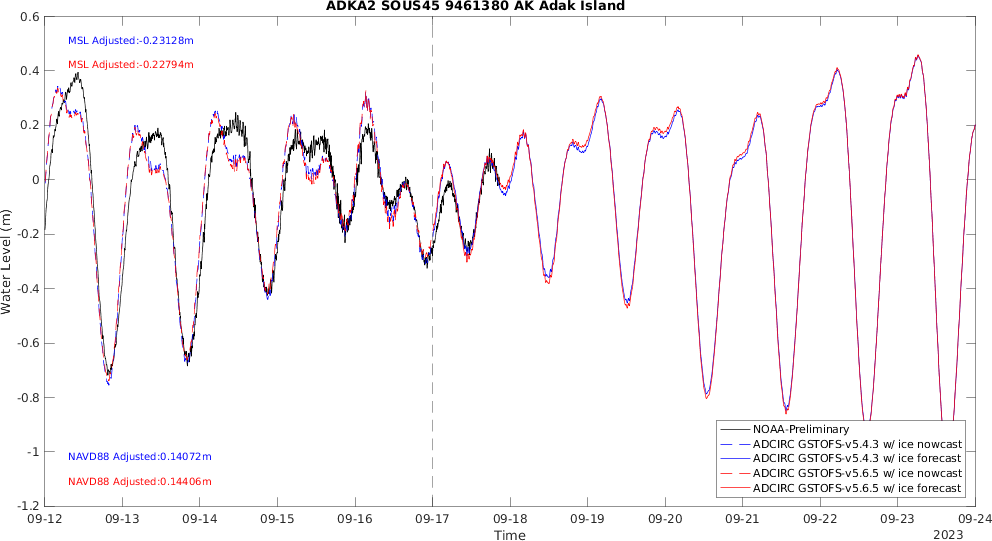 ADKA2 SOUS45 9461380 AK Adak Island
0.6
0.4
0.2
0
-0.2
-0.4
-0.6
-0.8
-1
-1.2
Water Level (m)
MSL Adjusted:-0.23128m
MSL Adjusted:-0.22794m
NAVD88 Adjusted:0.14072m
NAVD88 Adjusted:0.14406m
NOAA-Preliminary
ADCIRC GSTOFS-v5.4.3 w/ ice nowcast
ADCIRC GSTOFS-v5.4.3 w/ ice forecast
ADCIRC GSTOFS-v5.6.5 w/ ice nowcast
ADCIRC GSTOFS-v5.6.5 w/ ice forecast
09-12 09-13 09-14 09-15 09-16 09-17 09-18 09-19 09-20 09-21 09-22 09-23 09-24
Time
2023